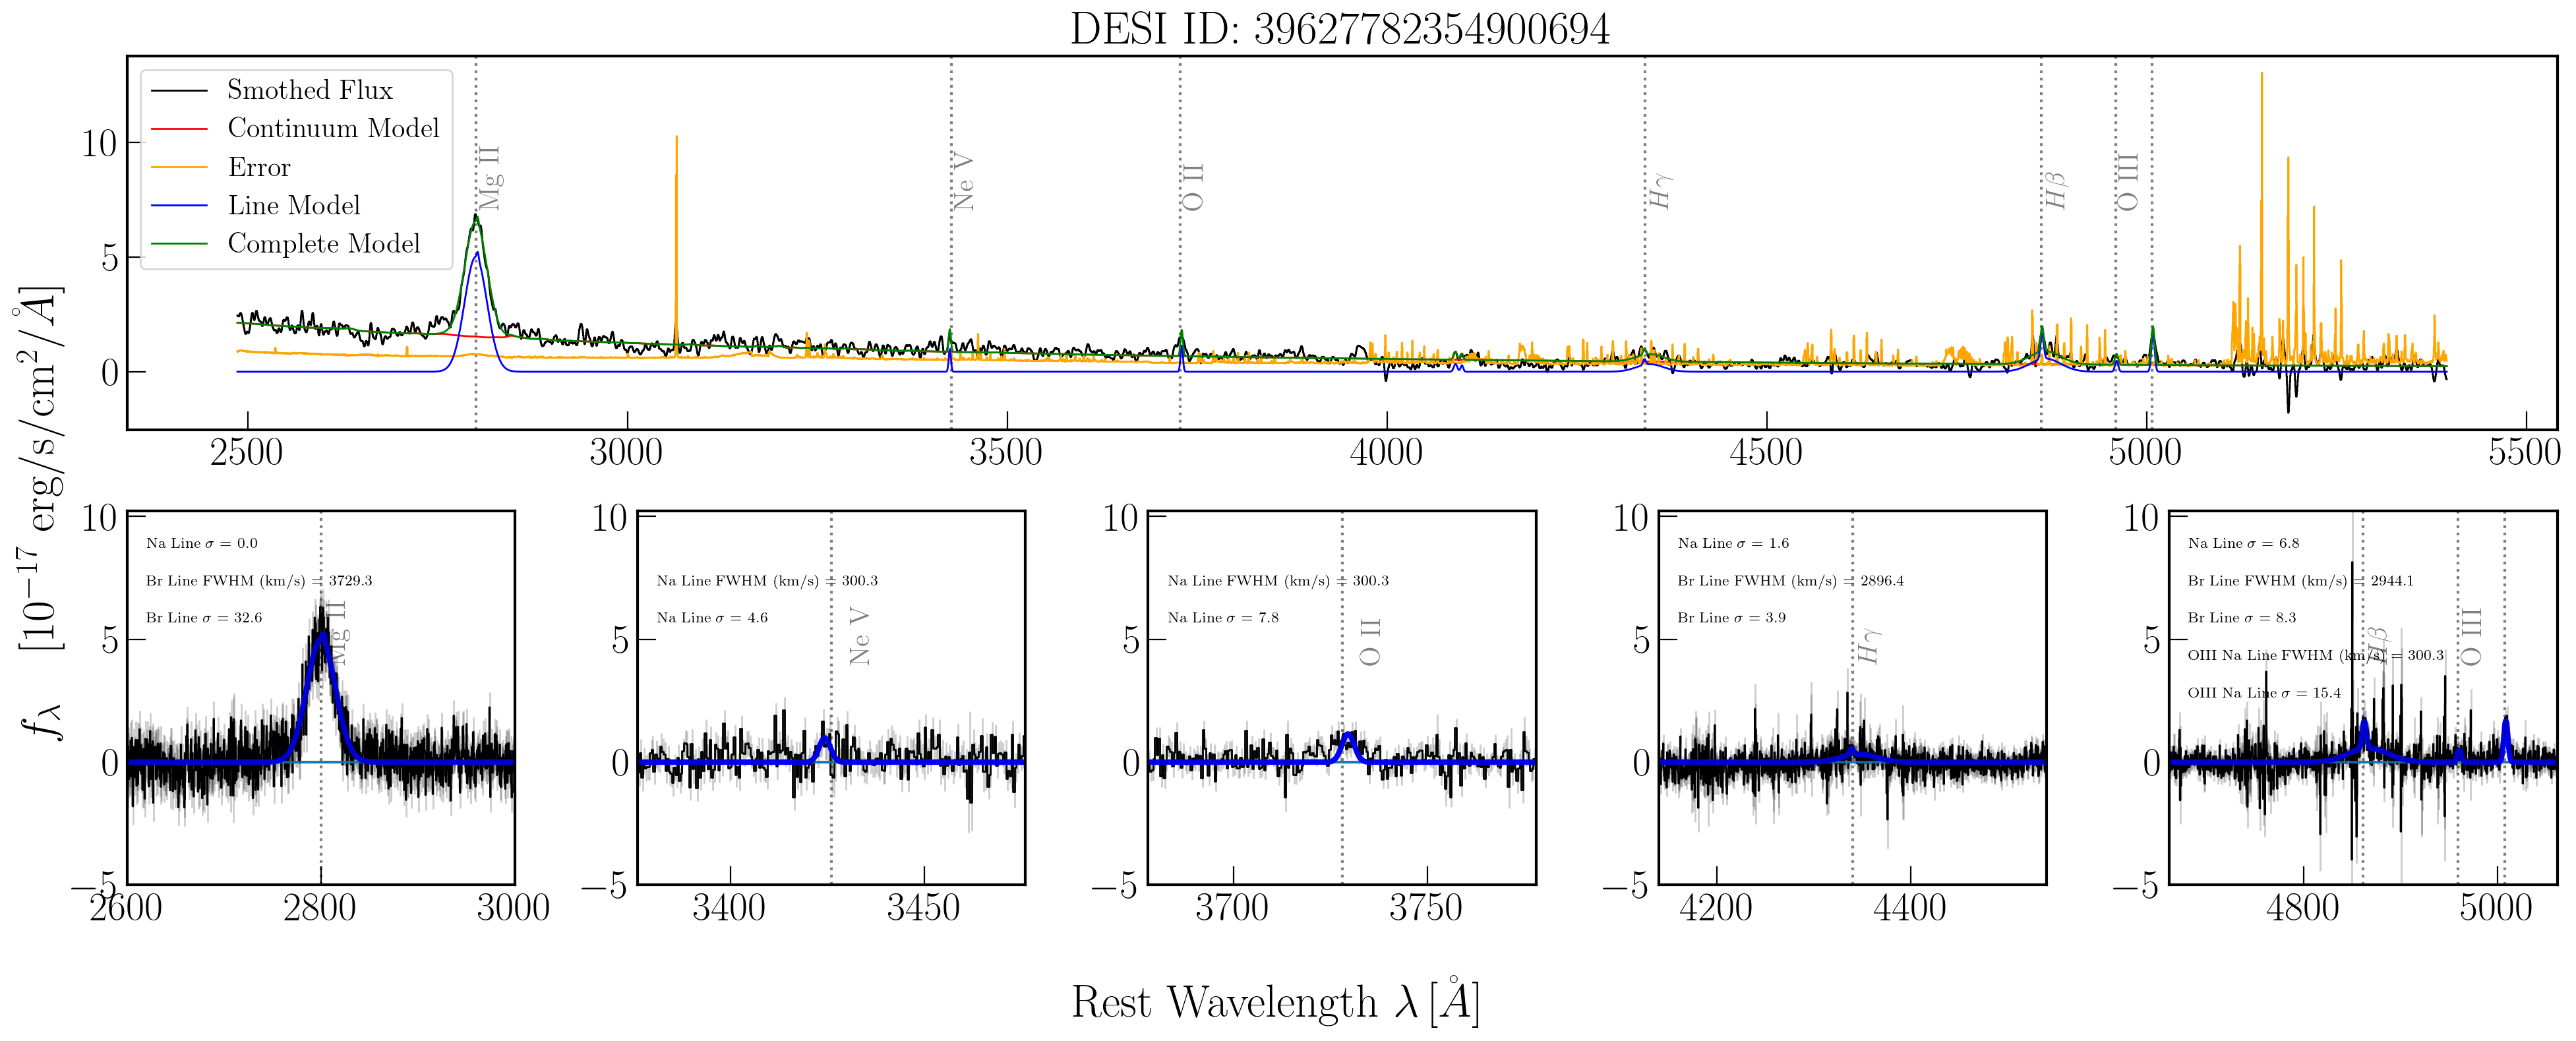 DESI ID: 39627782354900694
Smothed Flux
Continuum Model
Error
Line Model
Complete Model
Mg II
Ne V
O II
Hγ
Hβ
O III
10
5
0
2500 3000 3500 4000 4500 5000 5500
f_λ [10^{-17} erg/s/cm^2/Å]
10
5
0
−5
Na Line σ = 0.0
Br Line FWHM (km/s) = 3729.3
Br Line σ = 32.6
Mg II
2600 2800 3000
10
5
0
−5
Na Line FWHM (km/s) = 300.3
Na Line σ = 4.6
Ne V
3400 3450
10
5
0
−5
Na Line FWHM (km/s) = 300.3
Na Line σ = 7.8
O II
3700 3750
10
5
0
−5
Na Line σ = 1.6
Br Line FWHM (km/s) = 2896.4
Br Line σ = 3.9
Hγ
4200 4400
10
5
0
−5
Na Line σ = 6.8
Br Line FWHM (km/s) = 2944.1
Br Line σ = 8.3
OIII Na Line FWHM (km/s) = 300.3
OIII Na Line σ = 15.4
Hβ
O III
4800 5000
Rest Wavelength λ [Å]